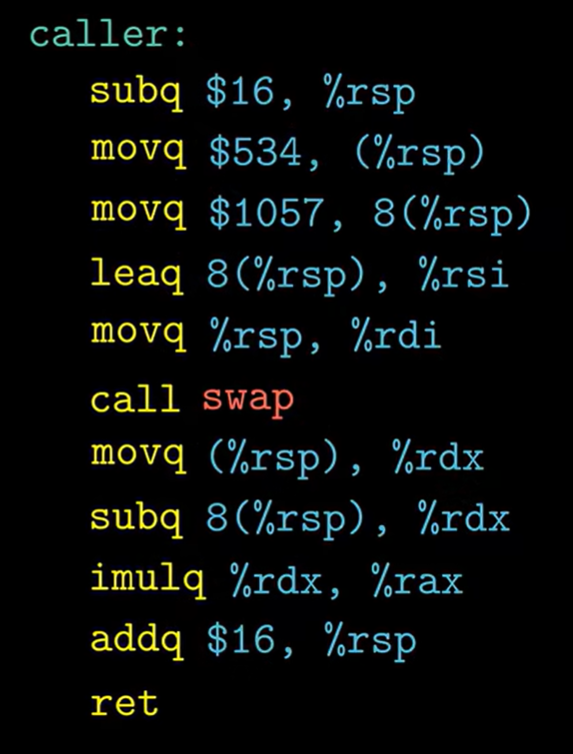 caller:
subq $16, %rsp
movq $534, (%rsp)
movq $1057, 8(%rsp)
leaq 8(%rsp), %rsi
movq %rsp, %rdi
call swap
movq (%rsp), %rdx
subq 8(%rsp), %rdx
imulq %rdx, %rax
addq $16, %rsp
ret